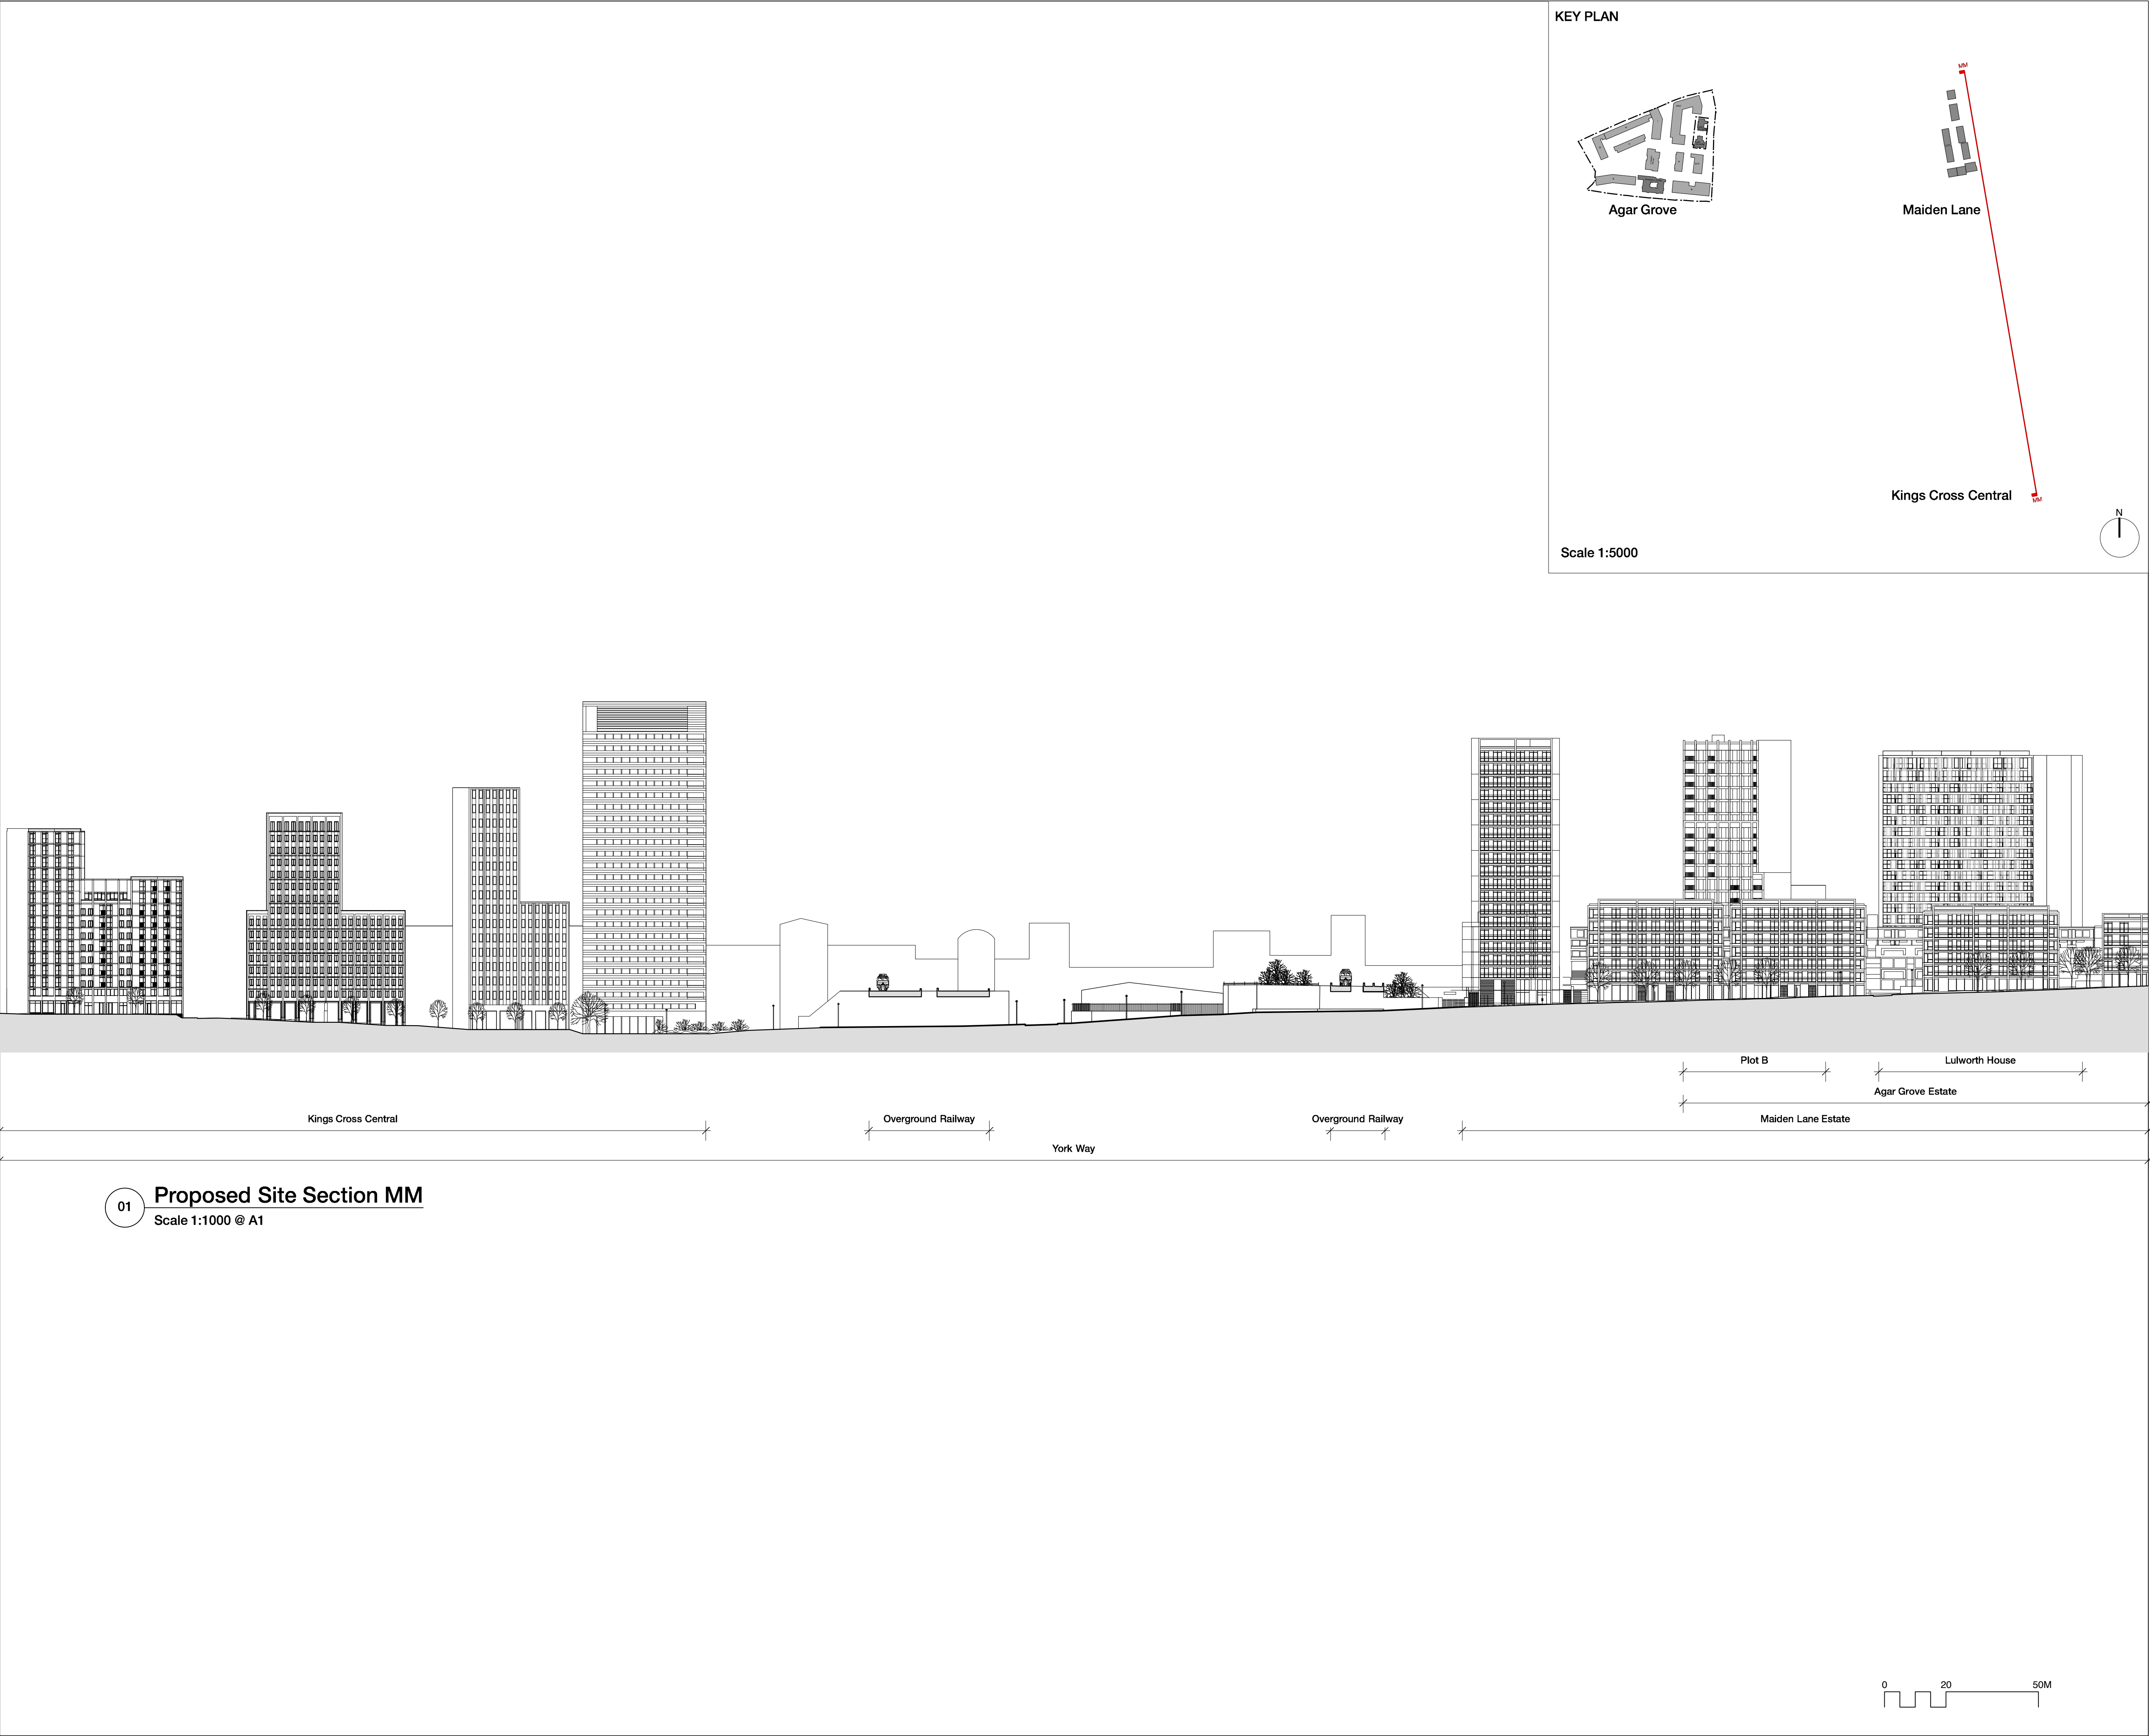 KEY PLAN
MM
Agar Grove
Maiden Lane
Kings Cross Central
MM
N
Scale 1:5000
Plot B
Lulworth House
Agar Grove Estate
Kings Cross Central
Overground Railway
Overground Railway
Maiden Lane Estate
York Way
01
Proposed Site Section MM
Scale 1:1000 @ A1
0 20 50M